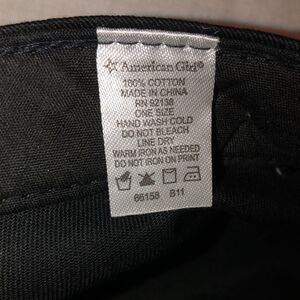 American Girl®
100% COTTON
MADE IN CHINA
RN 92138
ONE SIZE
HAND WASH COLD
DO NOT BLEACH
LINE DRY
WARM IRON AS NEEDED
DO NOT IRON ON PRINT
66158 B11